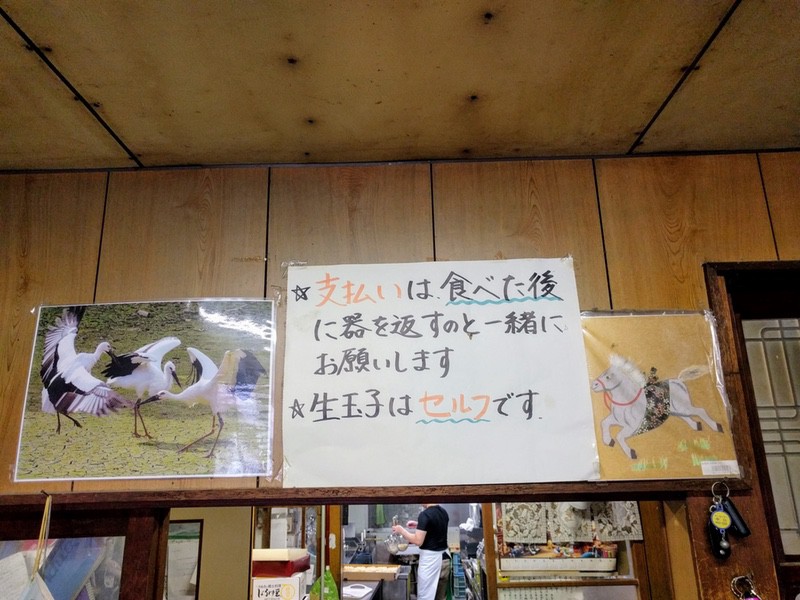 ☆支払いは、食べた後
に器を返すのと一緒に
お願いします
☆生玉子はセルフです.